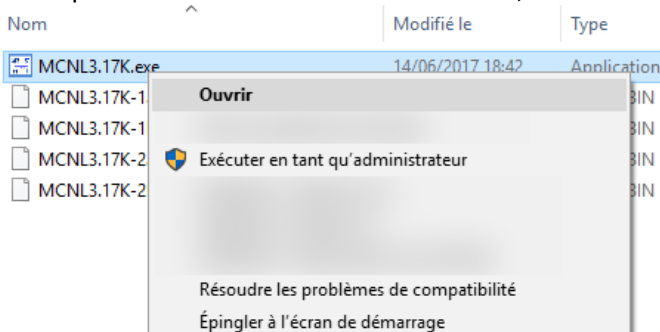 Nom Modifié le Type
MCNL3.17K.exe 14/06/2017 18:42 Application
MCNL3.17K-1 BIN
Ouvrir
MCNL3.17K-1 BIN
MCNL3.17K-2 Exécuter en tant qu'administrateur BIN
MCNL3.17K-2 BIN
Résoudre les problèmes de compatibilité
Épingler à l'écran de démarrage